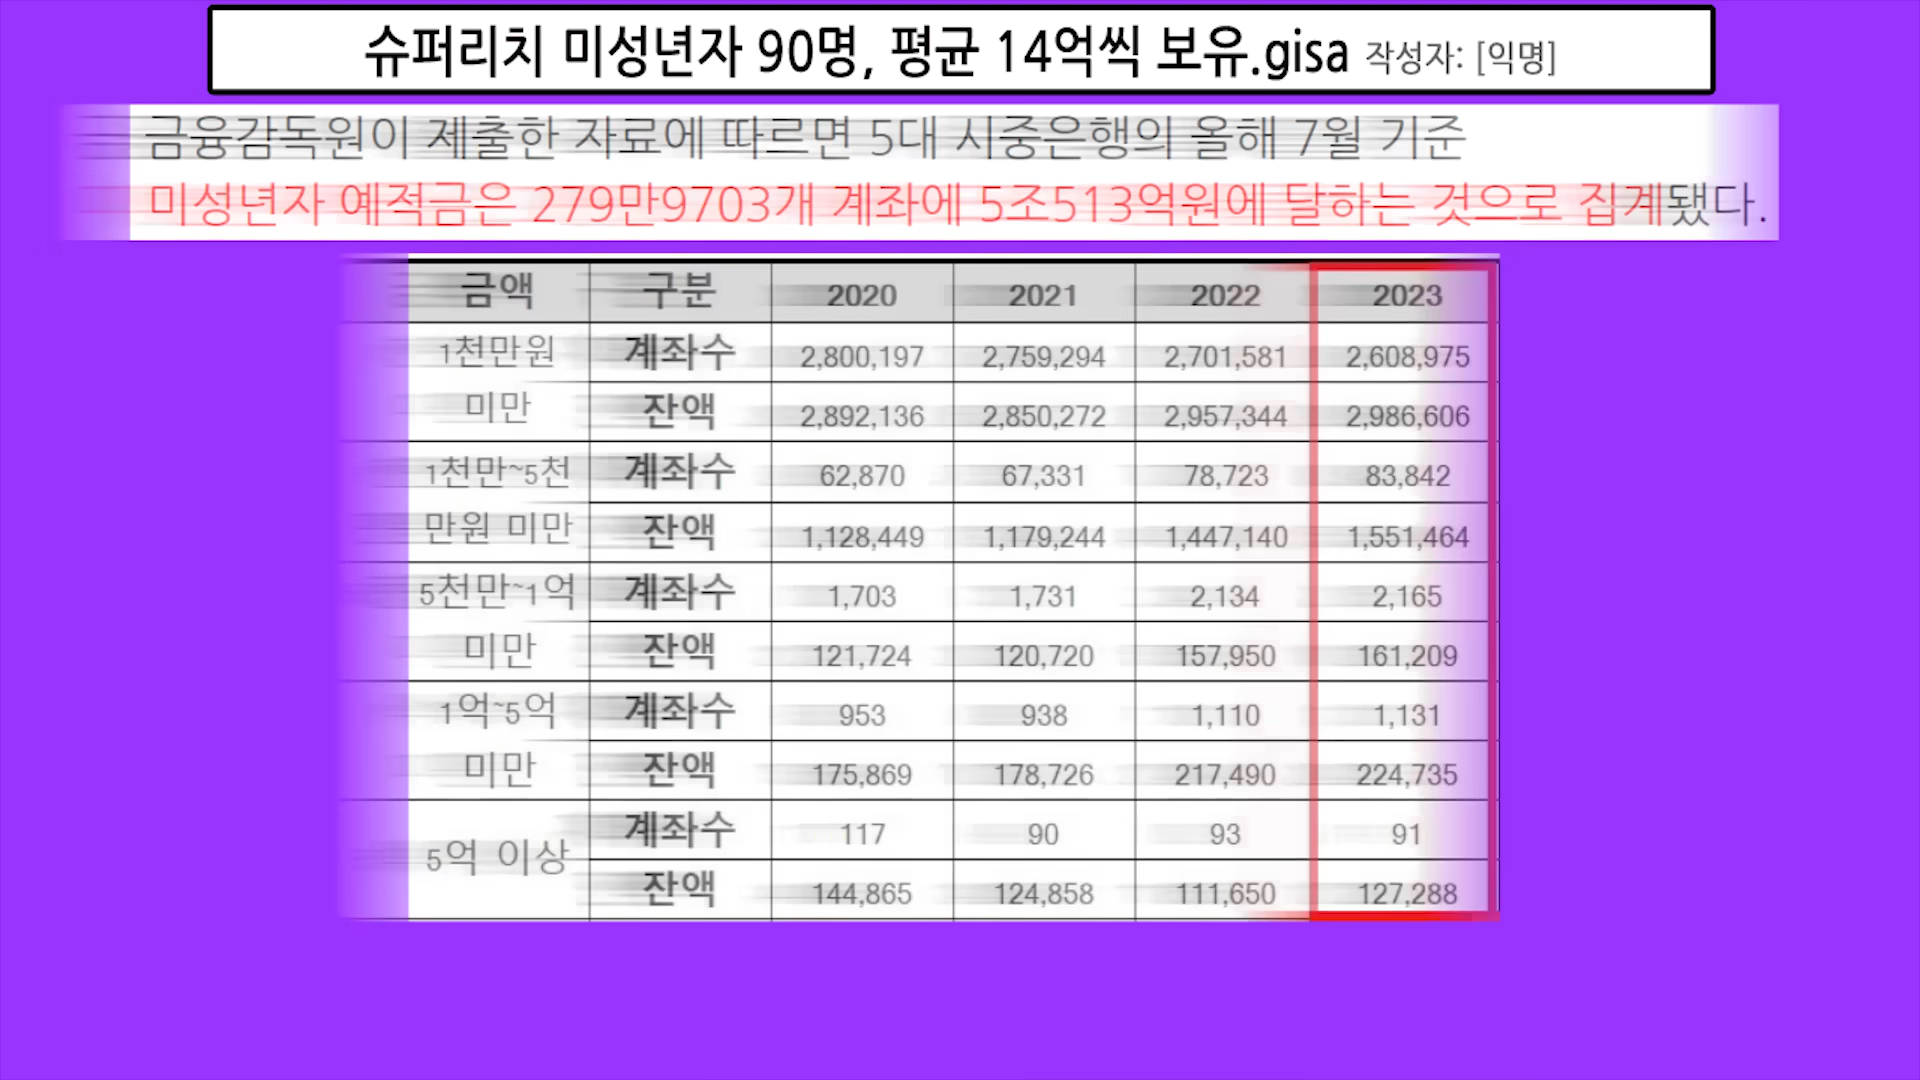 슈퍼리치 미성년자 90명, 평균 14억씩 보유.gisa 작성자: [익명]
금융감독원이 제출한 자료에 따르면 5대 시중은행의 올해 7월 기준
미성년자 예적금은 279만9703개 계좌에 5조513억원에 달하는 것으로 집계됐다.
금액 구분 2020 2021 2022 2023
1천만원 계좌수 2,800,197 2,759,294 2,701,581 2,608,975
미만 잔액 2,892,136 2,850,272 2,957,344 2,986,606
1천만~5천 계좌수 62,870 67,331 78,723 83,842
만원 미만 잔액 1,128,449 1,179,244 1,447,140 1,551,464
5천만~1억 계좌수 1,703 1,731 2,134 2,165
미만 잔액 121,724 120,720 157,950 161,209
1억~5억 계좌수 953 938 1,110 1,131
미만 잔액 175,869 178,726 217,490 224,735
5억 이상 계좌수 117 90 93 91
잔액 144,865 124,858 111,650 127,288